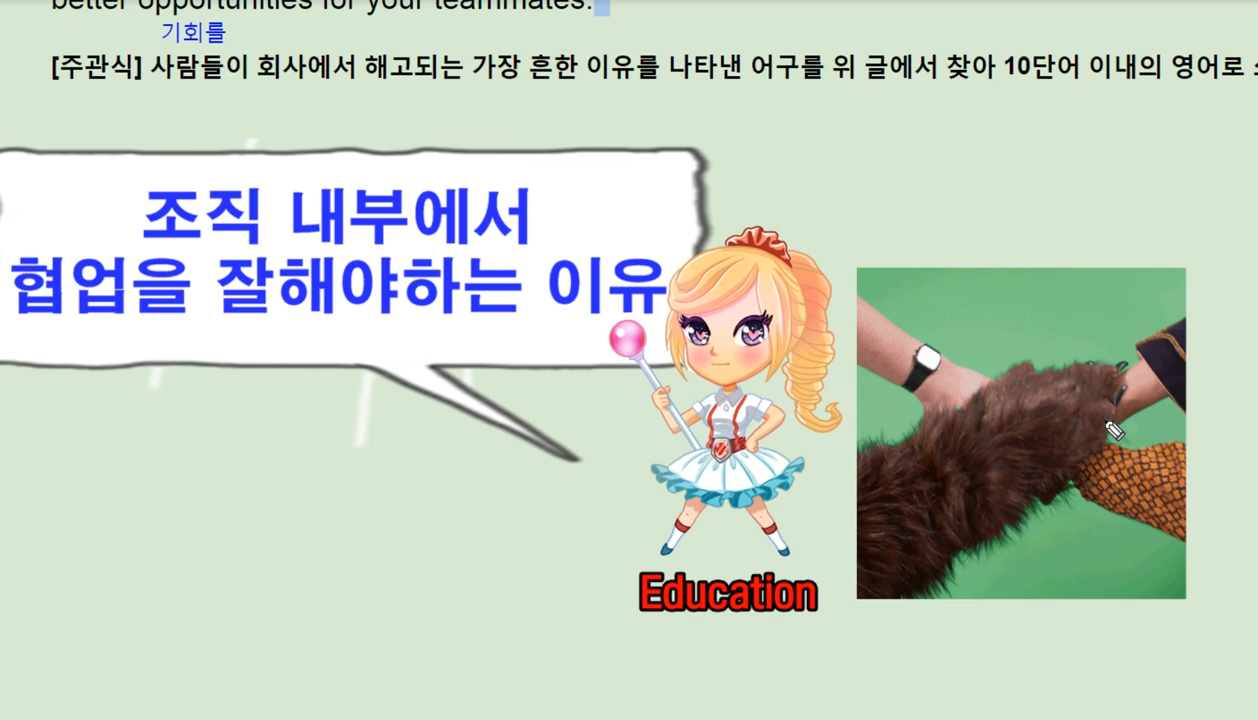 better opportunities for your teammates.
기회를
[주관식] 사람들이 회사에서 해고되는 가장 흔한 이유를 나타낸 어구를 위 글에서 찾아 10단어 이내의 영어로
조직 내부에서
협업을 잘해야하는 이유
Education